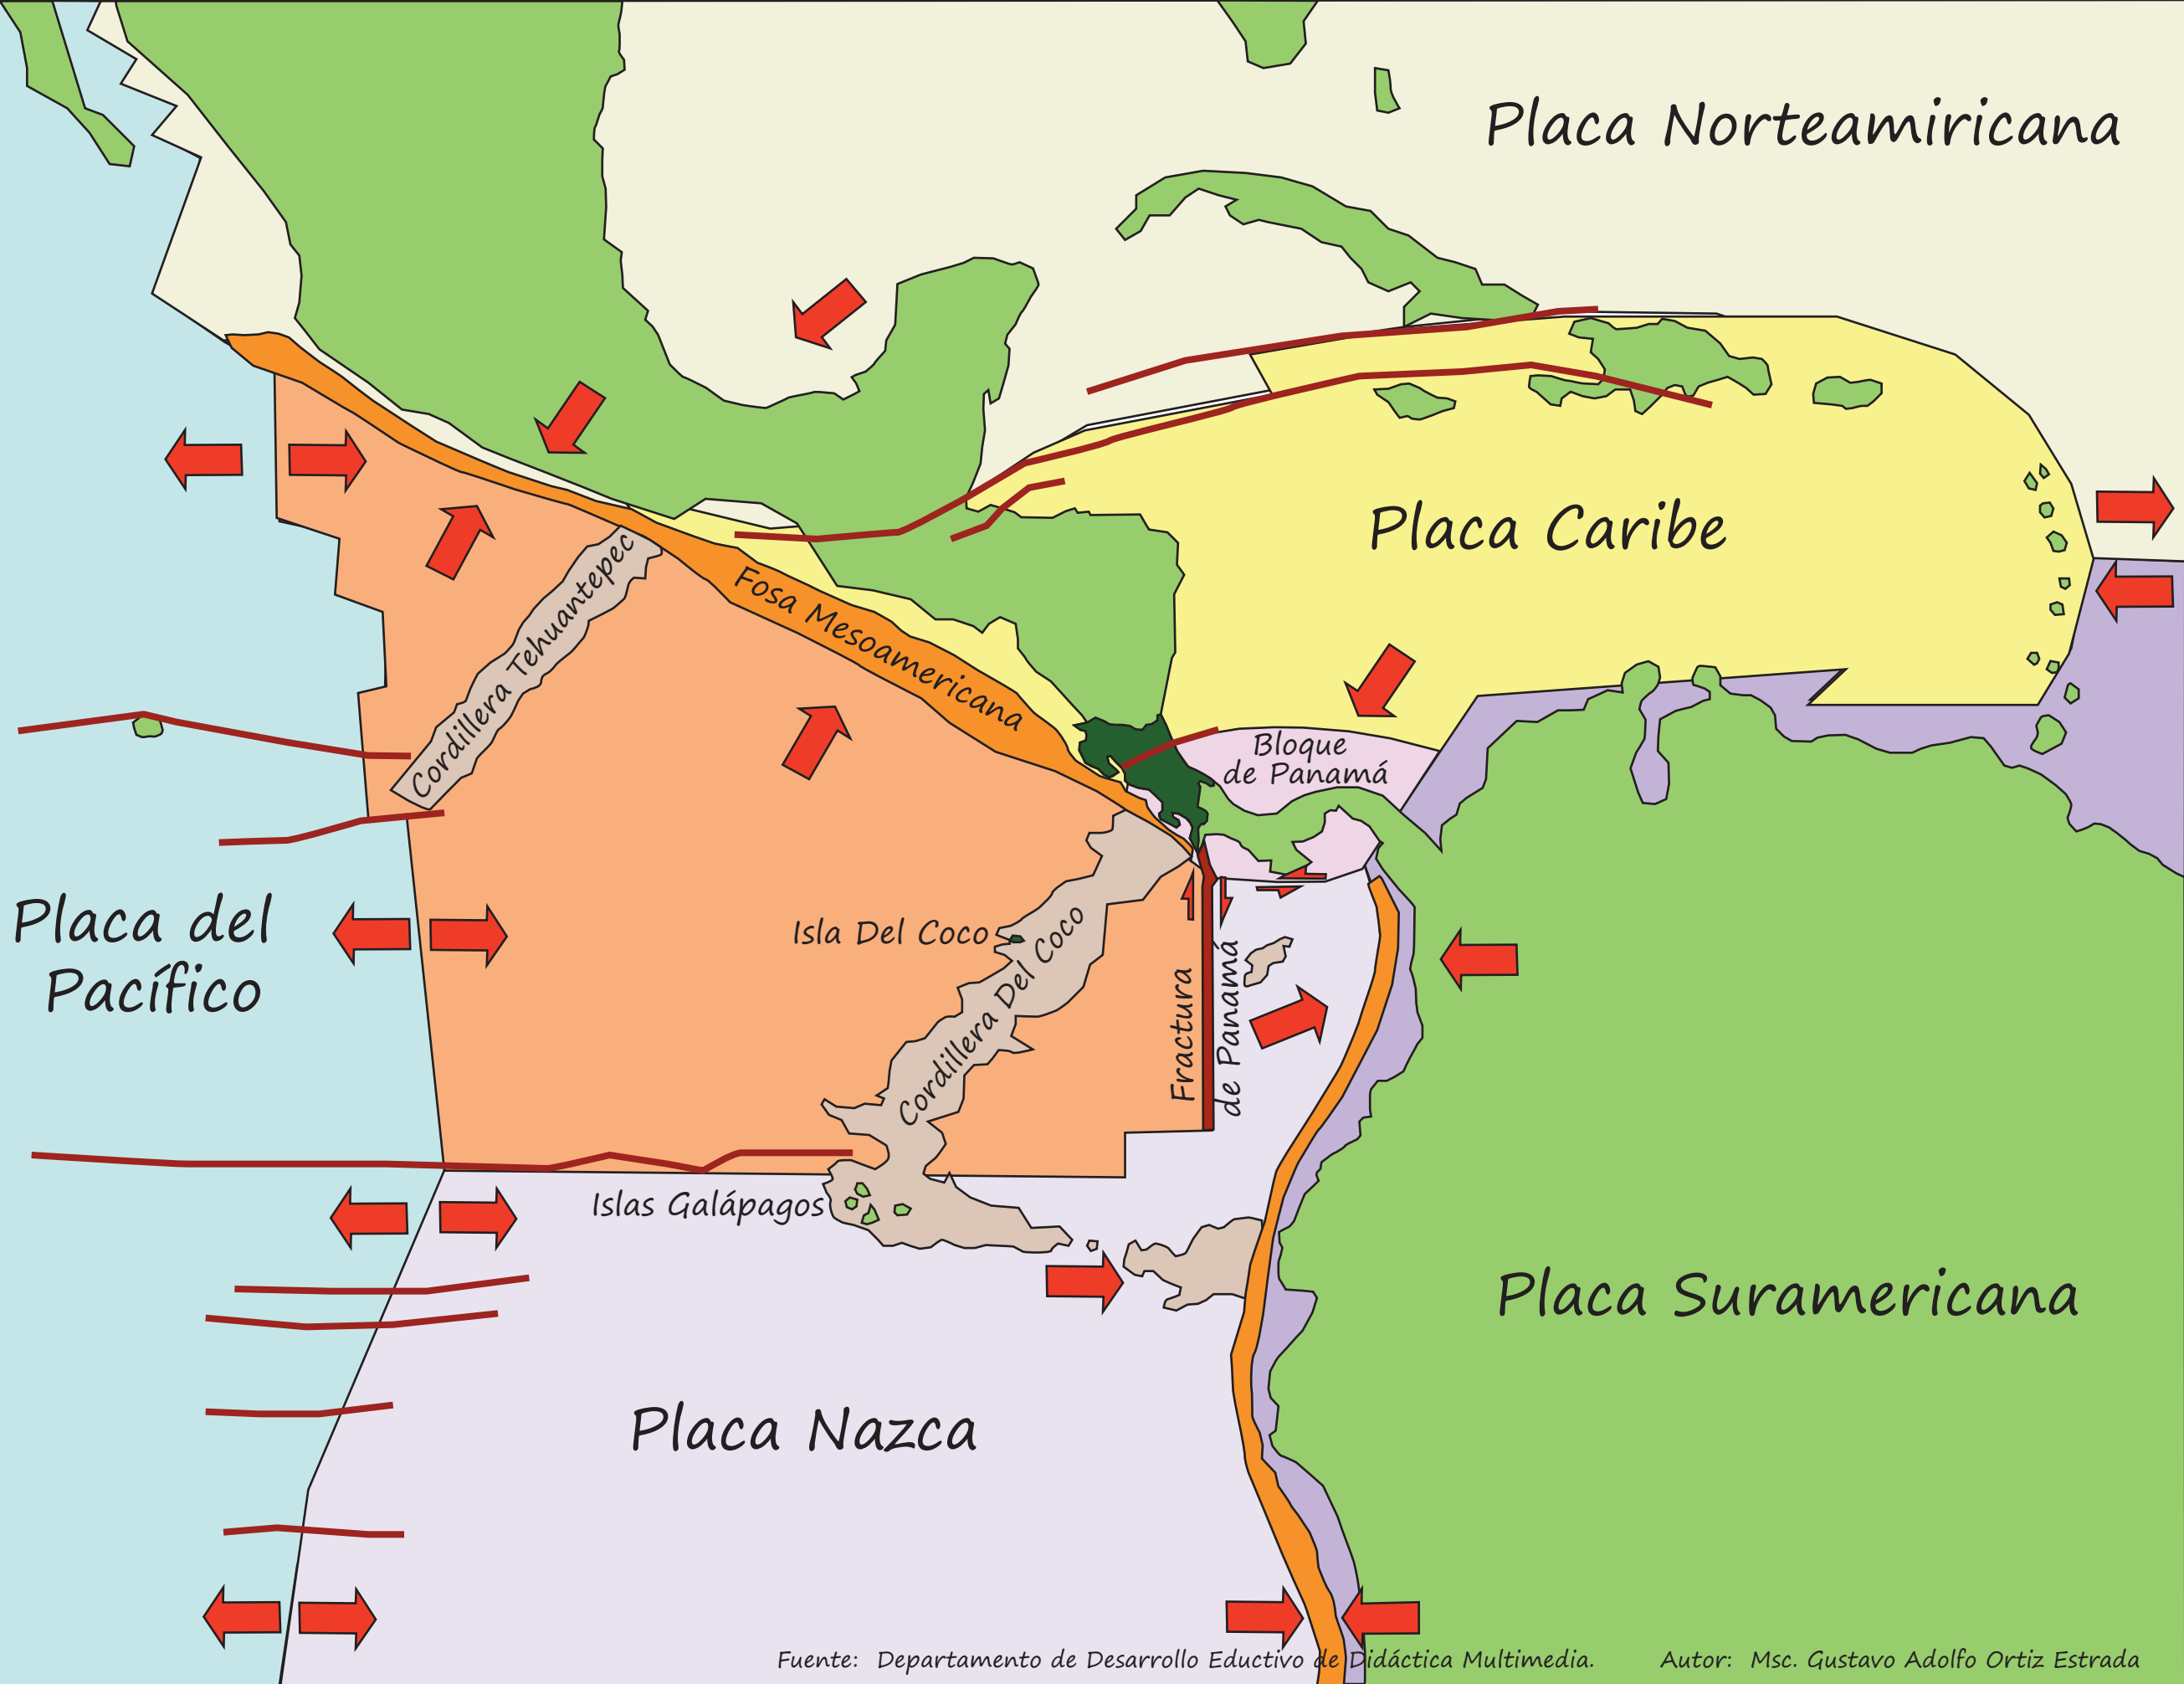 Placa Norteamiricana
Placa Caribe
Cordillera Tehuantepec
Fosa Mesoamericana
Bloque
de Panamá
Placa del
Pacífico
Isla Del Coco
Cordillera Del Coco
Fractura
de Panamá
Islas Galápagos
Placa Suramericana
Placa Nazca
Fuente: Departamento de Desarrollo Eductivo de Didáctica Multimedia. Autor: Msc. Gustavo Adolfo Ortiz Estrada